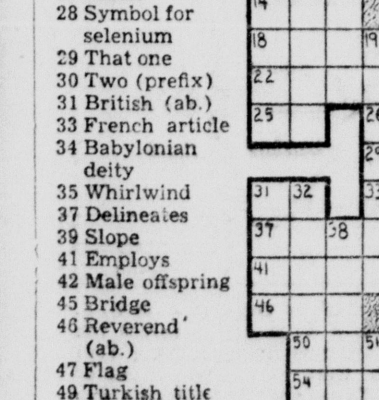 28 Symbol for
selenium
29 That one
30 Two (prefix)
31 British (ab.)
33 French article
34 Babylonian
deity
35 Whirlwind
37 Delineates
39 Slope
41 Employs
42 Male offspring
45 Bridge
46 Reverend
(ab.)
47 Flag
49 Turkish title
14
18 19
22
25
31 32
37 38
41
46
50
54